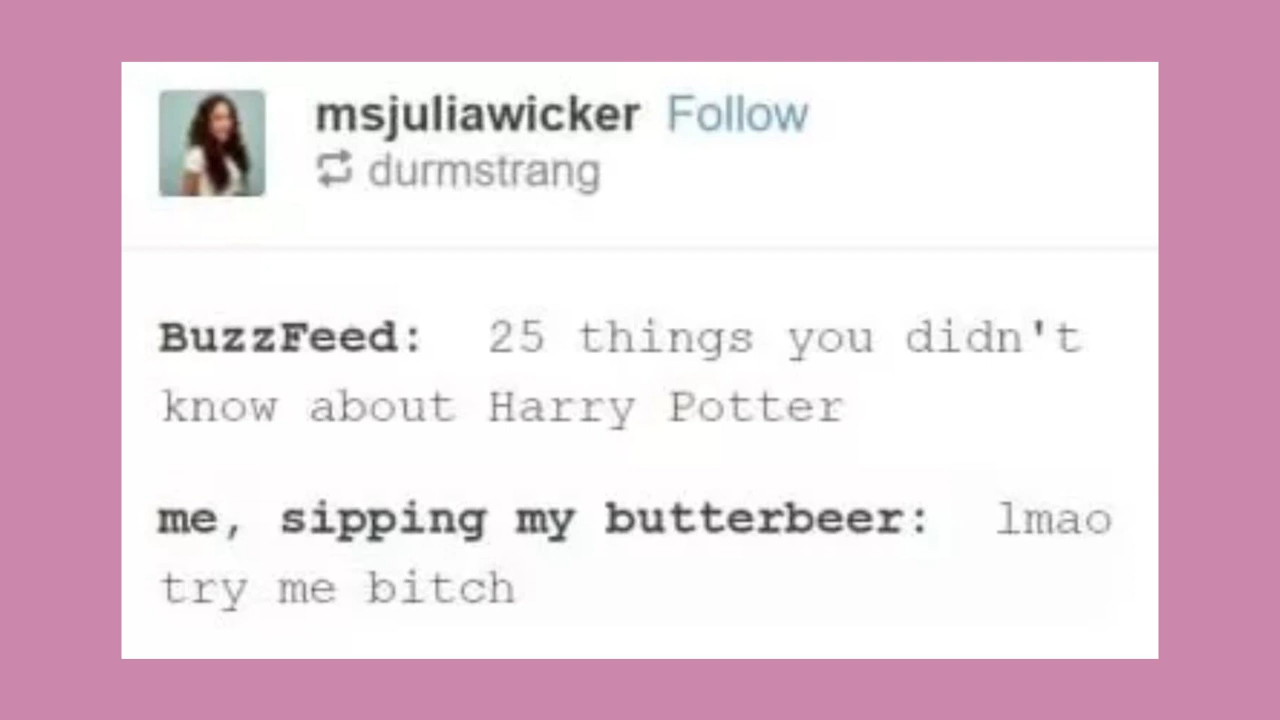 msjuliawicker Follow
durmstrang
BuzzFeed: 25 things you didn't
know about Harry Potter
me, sipping my butterbeer: lmao
try me bitch